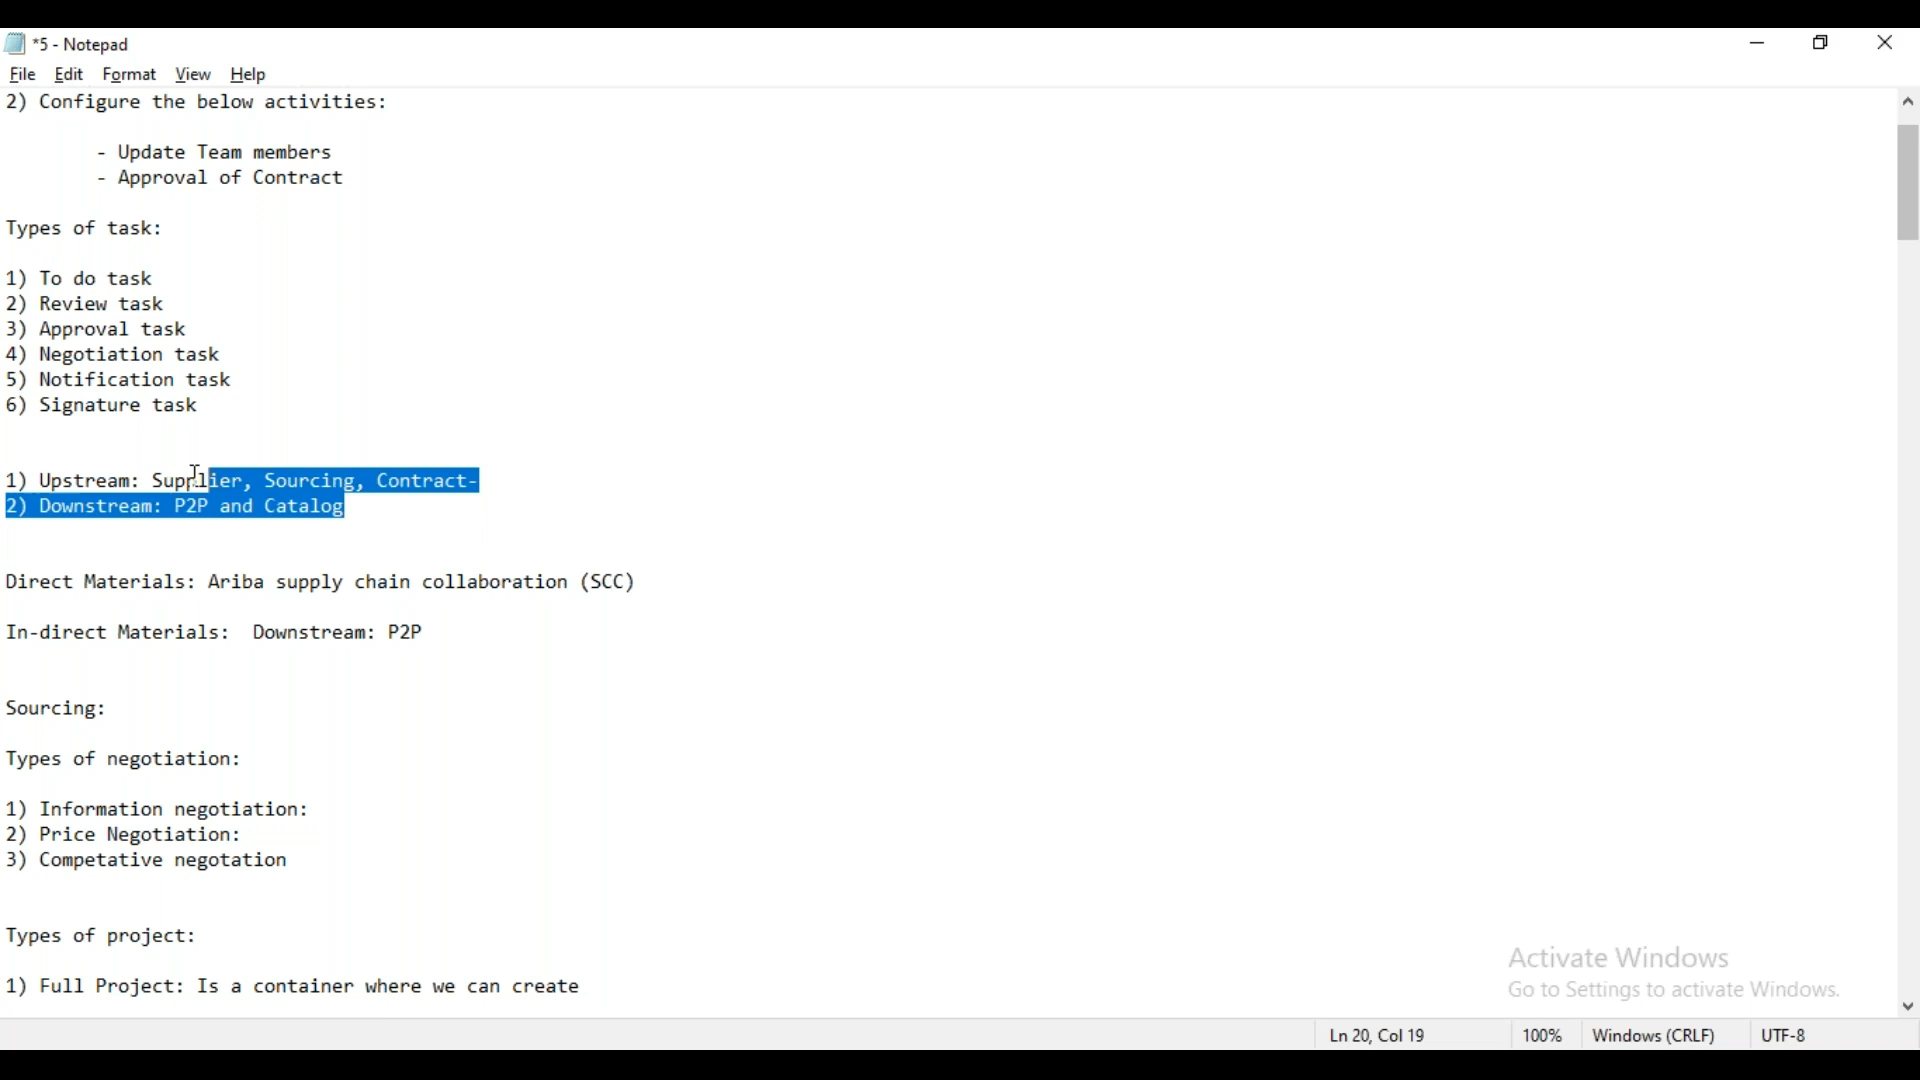 *5 - Notepad
File Edit Format View Help
2) Configure the below activities:
- Update Team members
- Approval of Contract
Types of task:
1) To do task
2) Review task
3) Approval task
4) Negotiation task
5) Notification task
6) Signature task
1) Upstream: Supplier, Sourcing, Contract-
2) Downstream: P2P and Catalog
Direct Materials: Ariba supply chain collaboration (SCC)
In-direct Materials:  Downstream: P2P
Sourcing:
Types of negotiation:
1) Information negotiation:
2) Price Negotiation:
3) Competative negotation
Types of project:
1) Full Project: Is a container where we can create
Activate Windows
Go to Settings to activate Windows.
Ln 20, Col 19 100% Windows (CRLF) UTF-8